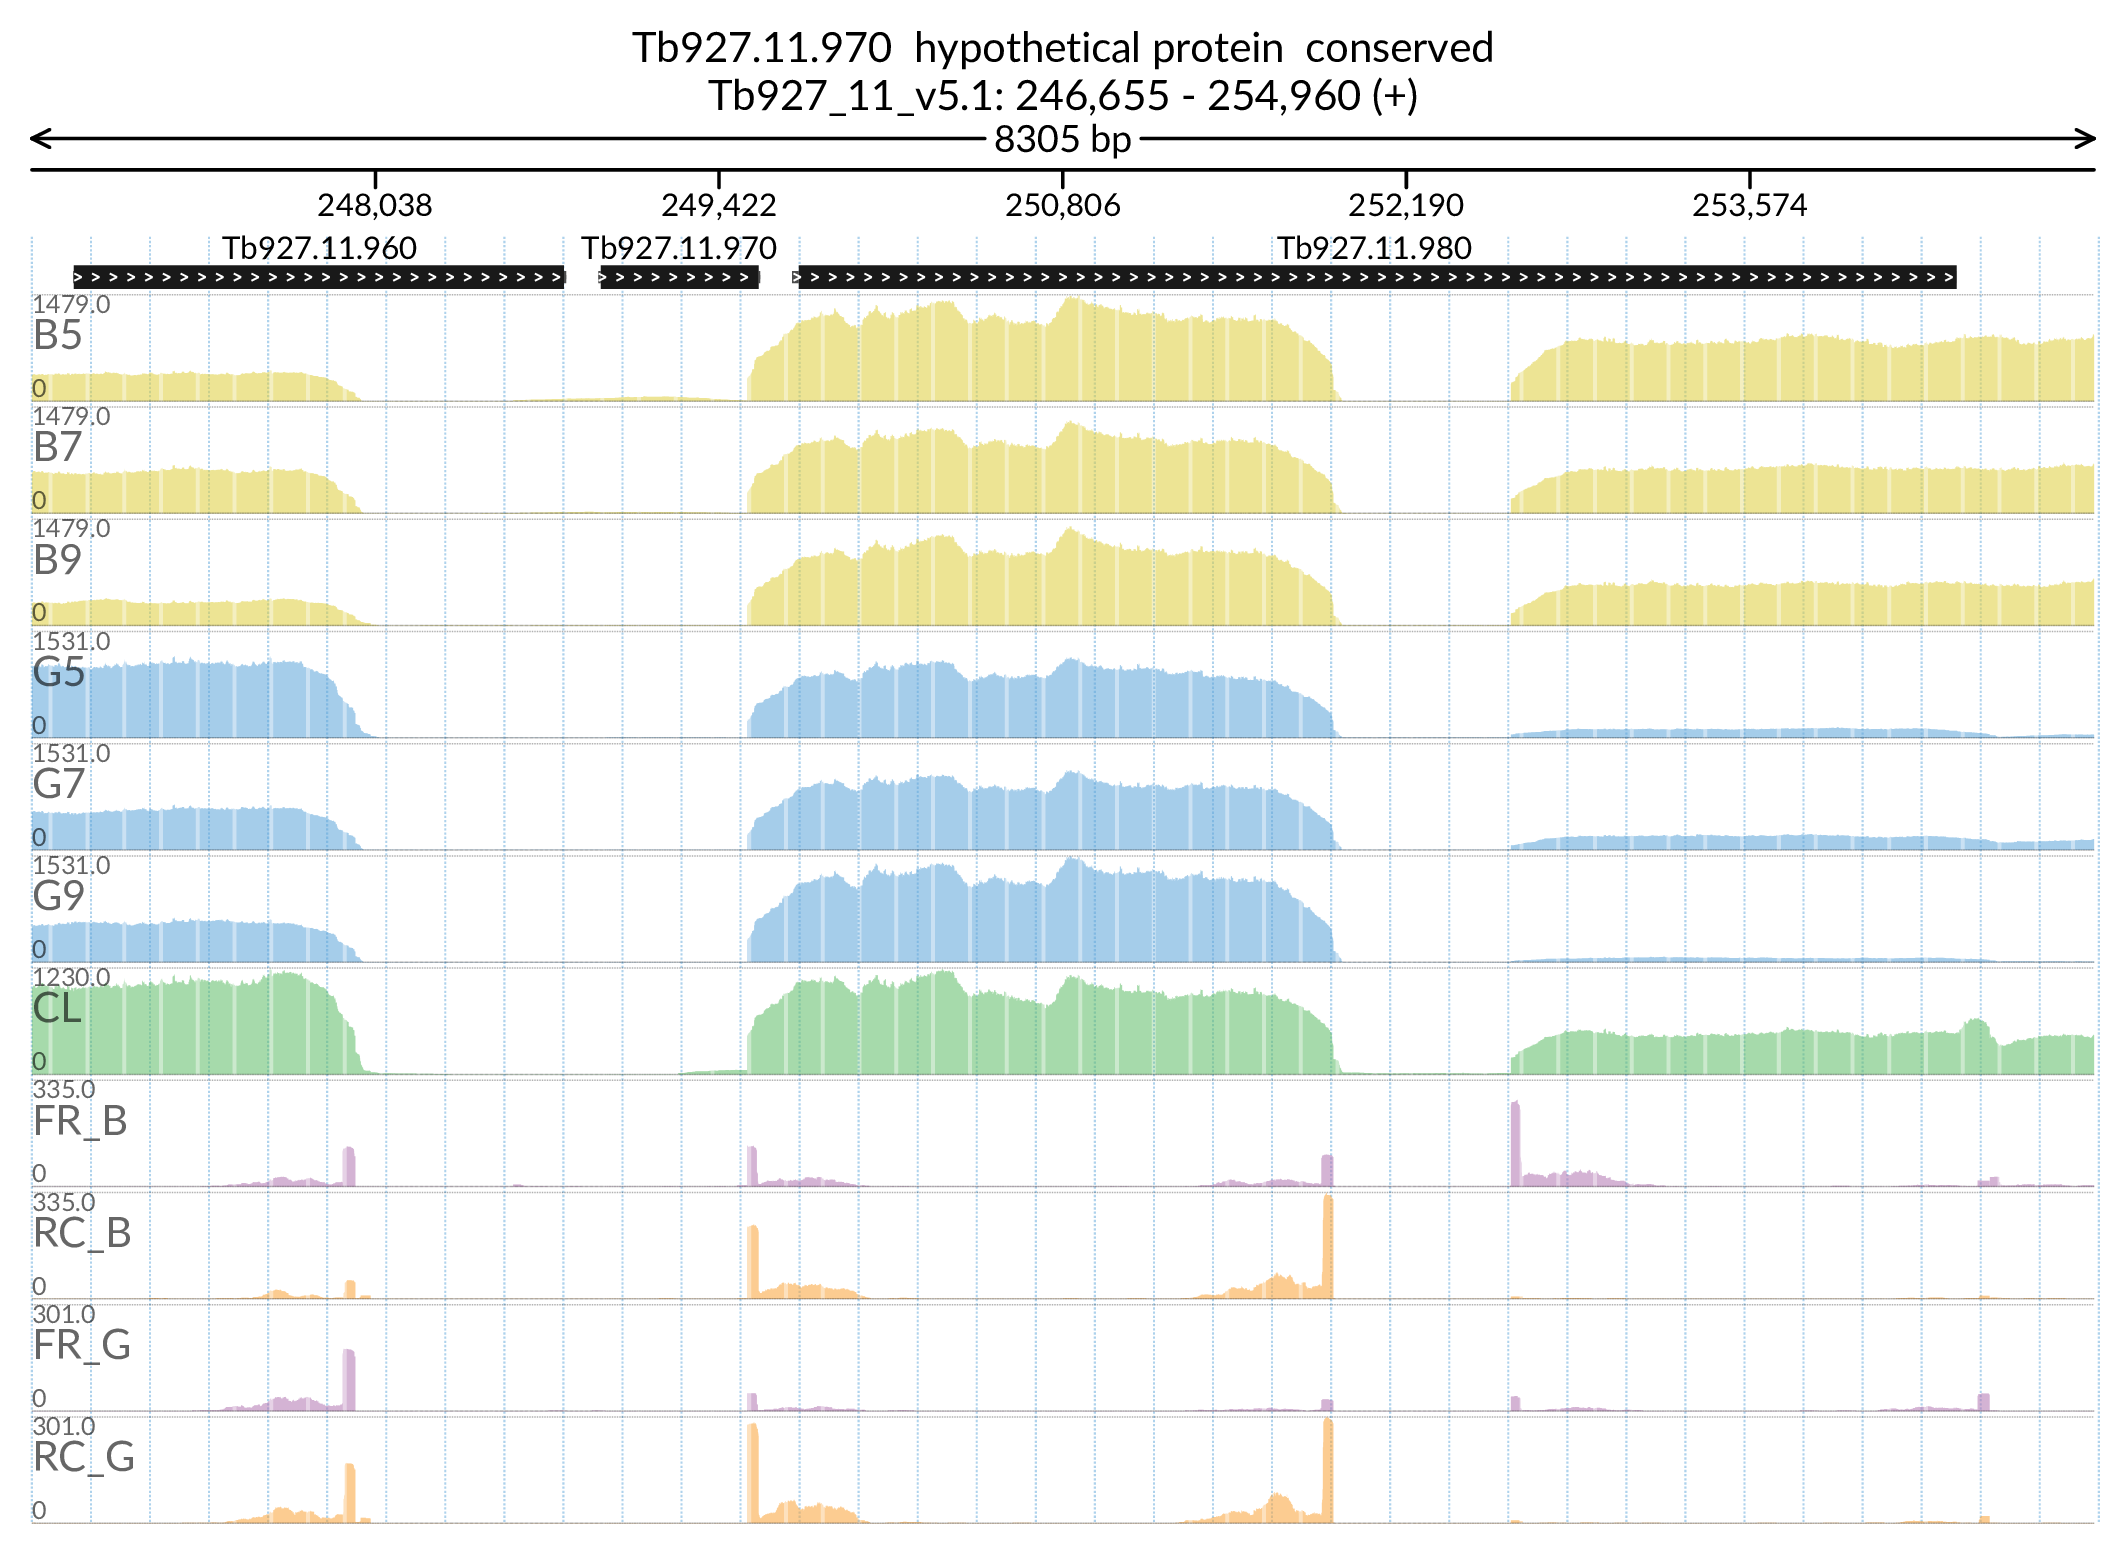 Tb927.11.970 hypothetical protein conserved
Tb927_11_v5.1: 246,655 - 254,960 (+)
8305 bp
248,038 249,422 250,806 252,190 253,574
Tb927.11.960 Tb927.11.970 Tb927.11.980
1479.0
B5
0
1479.0
B7
0
1479.0
B9
0
1531.0
G5
0
1531.0
G7
0
1531.0
G9
0
1230.0
CL
0
335.0
FR_B
0
335.0
RC_B
0
301.0
FR_G
0
301.0
RC_G
0